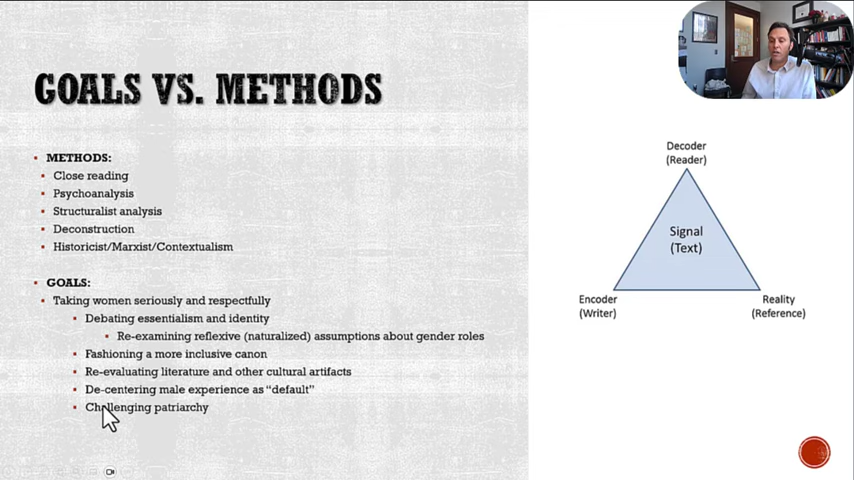 GOALS VS. METHODS
METHODS:
Close reading
Psychoanalysis
Structuralist analysis
Deconstruction
Historicist/Marxist/Contextualism
GOALS:
Taking women seriously and respectfully
Debating essentialism and identity
Re-examining reflexive (naturalized) assumptions about gender roles
Fashioning a more inclusive canon
Re-evaluating literature and other cultural artifacts
De-centering male experience as “default”
Challenging patriarchy
Decoder
(Reader)
Signal
(Text)
Encoder
(Writer)
Reality
(Reference)